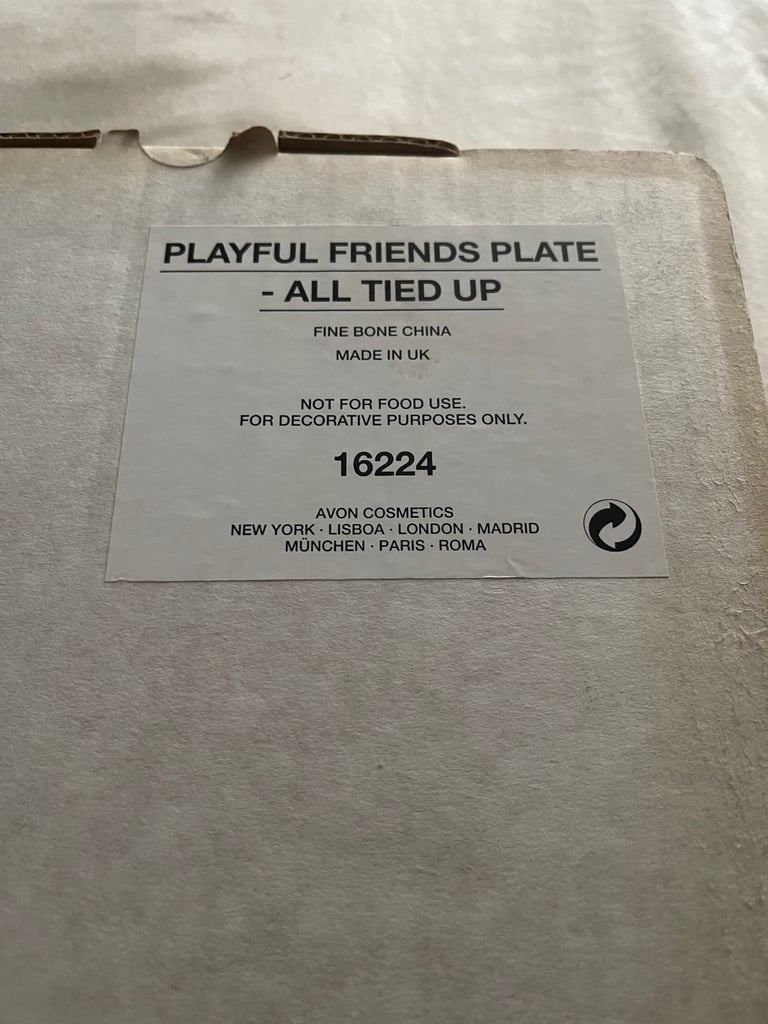 PLAYFUL FRIENDS PLATE
- ALL TIED UP
FINE BONE CHINA
MADE IN UK
NOT FOR FOOD USE.
FOR DECORATIVE PURPOSES ONLY.
16224
AVON COSMETICS
NEW YORK · LISBOA · LONDON · MADRID
MÜNCHEN · PARIS · ROMA